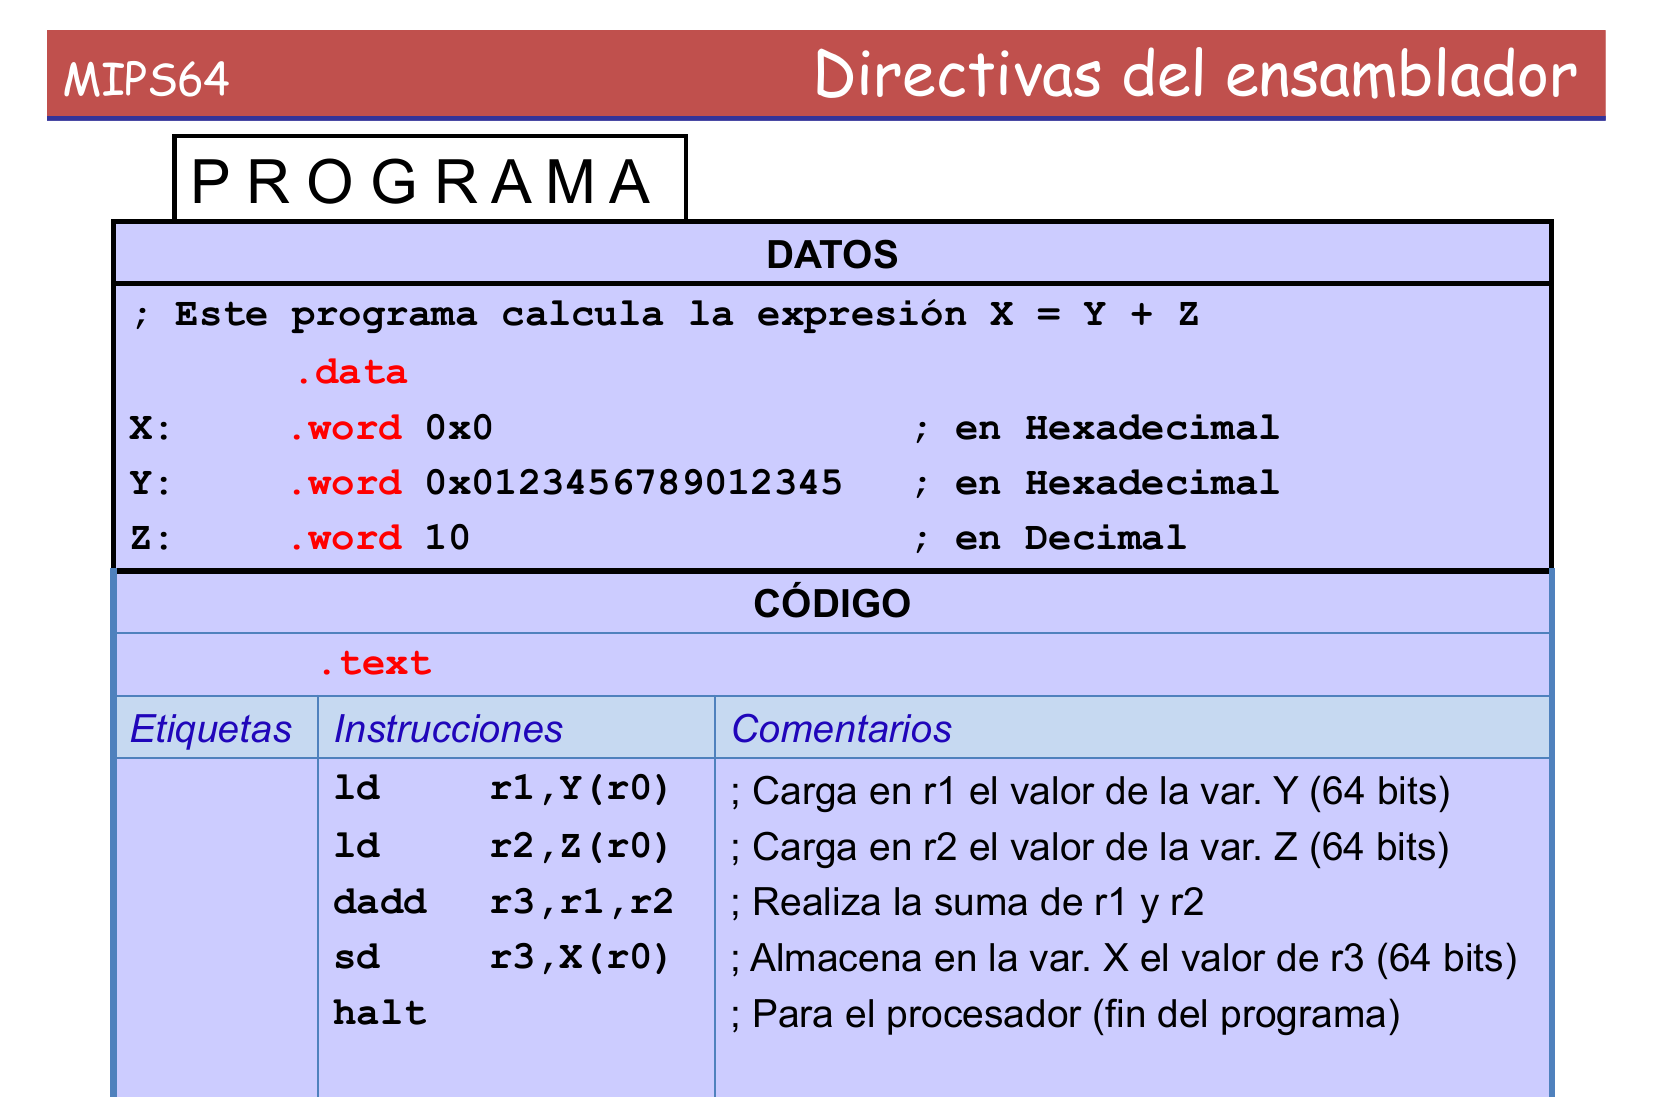 MIPS64 Directivas del ensamblador
P R O G R A M A
DATOS
; Este programa calcula la expresión X = Y + Z
.data
X: .word 0x0 ; en Hexadecimal
Y: .word 0x0123456789012345 ; en Hexadecimal
Z: .word 10 ; en Decimal
CÓDIGO
.text
Etiquetas Instrucciones Comentarios
ld r1,Y(r0) ; Carga en r1 el valor de la var. Y (64 bits)
ld r2,Z(r0) ; Carga en r2 el valor de la var. Z (64 bits)
dadd r3,r1,r2 ; Realiza la suma de r1 y r2
sd r3,X(r0) ; Almacena en la var. X el valor de r3 (64 bits)
halt ; Para el procesador (fin del programa)